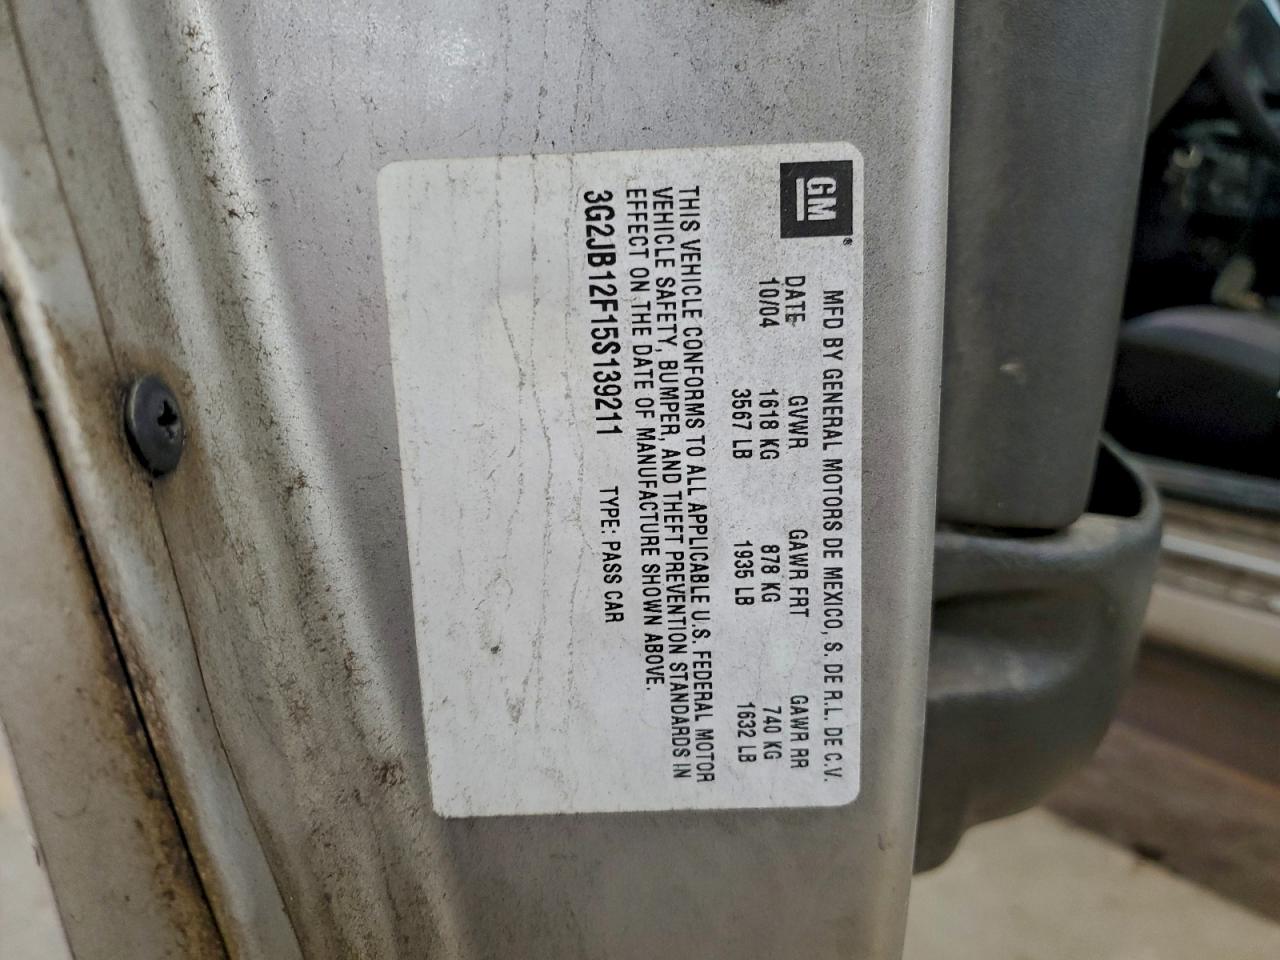 GM®
MFD BY GENERAL MOTORS DE MEXICO, S. DE R.L. DE C.V.
DATE GVWR GAWR FRT GAWR RR
10/04 1618 KG 878 KG 740 KG
3567 LB 1935 LB 1632 LB
THIS VEHICLE CONFORMS TO ALL APPLICABLE U.S. FEDERAL MOTOR
VEHICLE SAFETY, BUMPER, AND THEFT PREVENTION STANDARDS IN
EFFECT ON THE DATE OF MANUFACTURE SHOWN ABOVE.
3G2JB12F15S139211 TYPE: PASS CAR